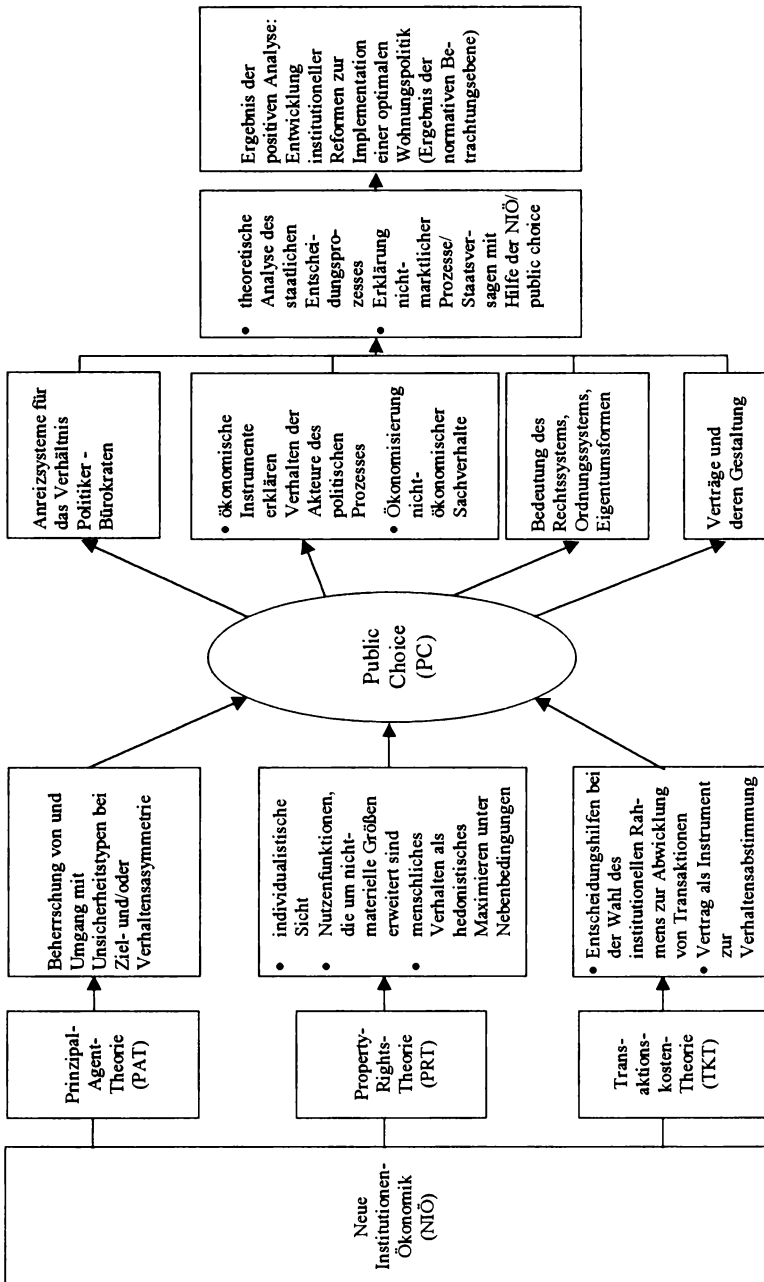 Neue
Institutionen-
Ökonomik
(NIÖ)
Prinzipal-
Agent-
Theorie
(PAT)
Property-
Rights-
Theorie
(PRT)
Trans-
aktions-
kosten-
Theorie
(TKT)
Beherrschung von und
Umgang mit
Unsicherheitstypen bei
Ziel- und/oder
Verhaltensasymmetrie
• individualistische
Sicht
• Nutzenfunktionen,
die um nicht-
materielle Größen
erweitert sind
• menschliches
Verhalten als
hedonistisches
Maximieren unter
Nebenbedingungen
• Entscheidungshilfen bei
der Wahl des
institutionellen Rah-
mens zur Abwicklung
von Transaktionen
• Vertrag als Instrument
zur
Verhaltensabstimmung
Public
Choice
(PC)
Anreizsysteme für
das Verhältnis
Politiker -
Bürokraten
• ökonomische
Instrumente
erklären
Verhalten der
Akteure des
politischen
Prozesses
• Ökonomisierung
nicht-
ökonomischer
Sachverhalte
Bedeutung des
Rechtssystems,
Ordnungssystems,
Eigentumsformen
Verträge und
deren Gestaltung
• theoretische
Analyse des
staatlichen
Entschei-
dungspro-
zesses
• Erklärung
nicht-
marktlicher
Prozesse/
Staatsver-
sagen mit
Hilfe der NIÖ/
public choice
Ergebnis der
positiven Analyse:
Entwicklung
institutioneller
Reformen zur
Implementation
einer optimalen
Wohnungspolitik
(Ergebnis der
normativen Be-
trachtungsebene)